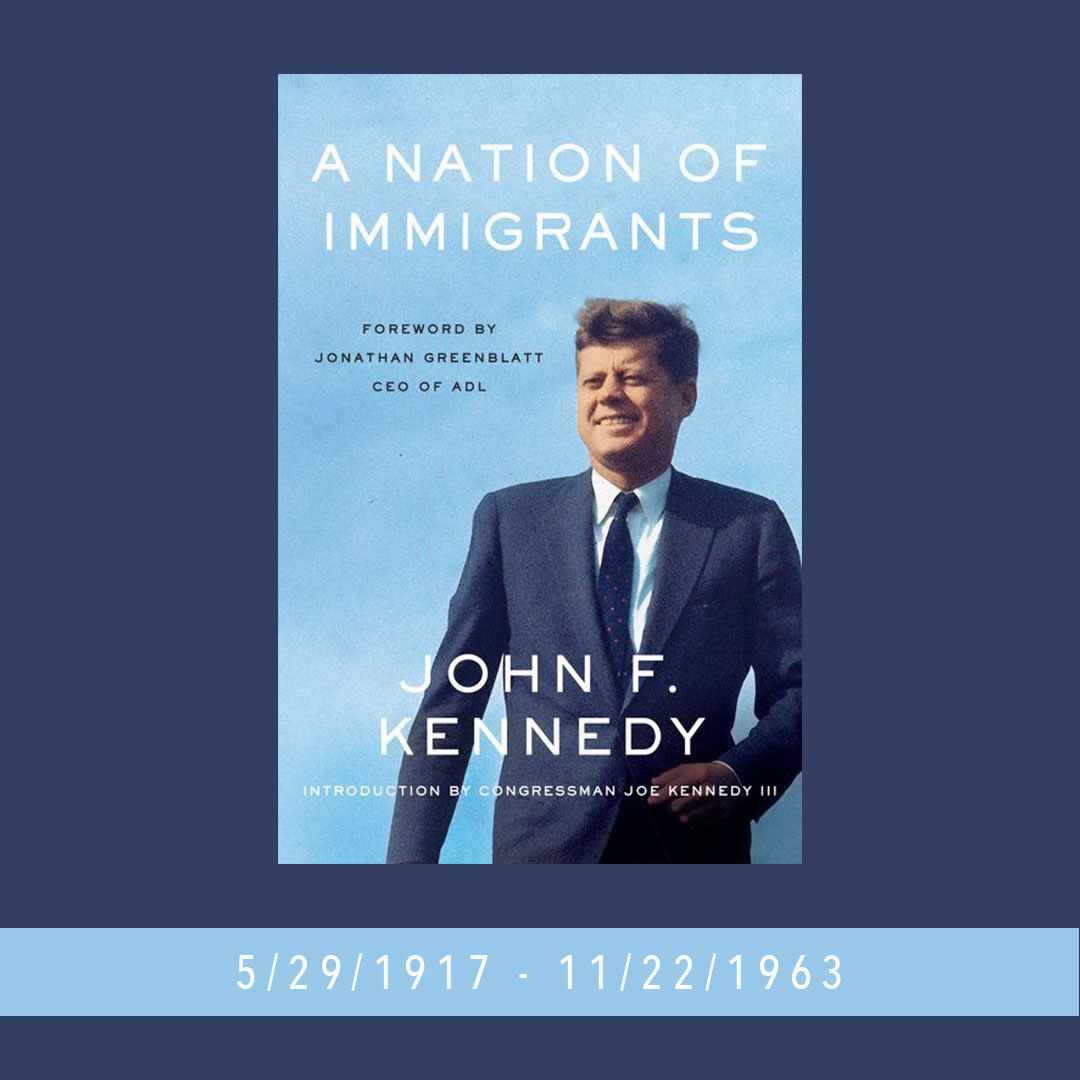 A NATION OF
IMMIGRANTS
FOREWORD BY
JONATHAN GREENBLATT
CEO OF ADL
JOHN F.
KENNEDY
INTRODUCTION BY CONGRESSMAN JOE KENNEDY III
5/29/1917 - 11/22/1963